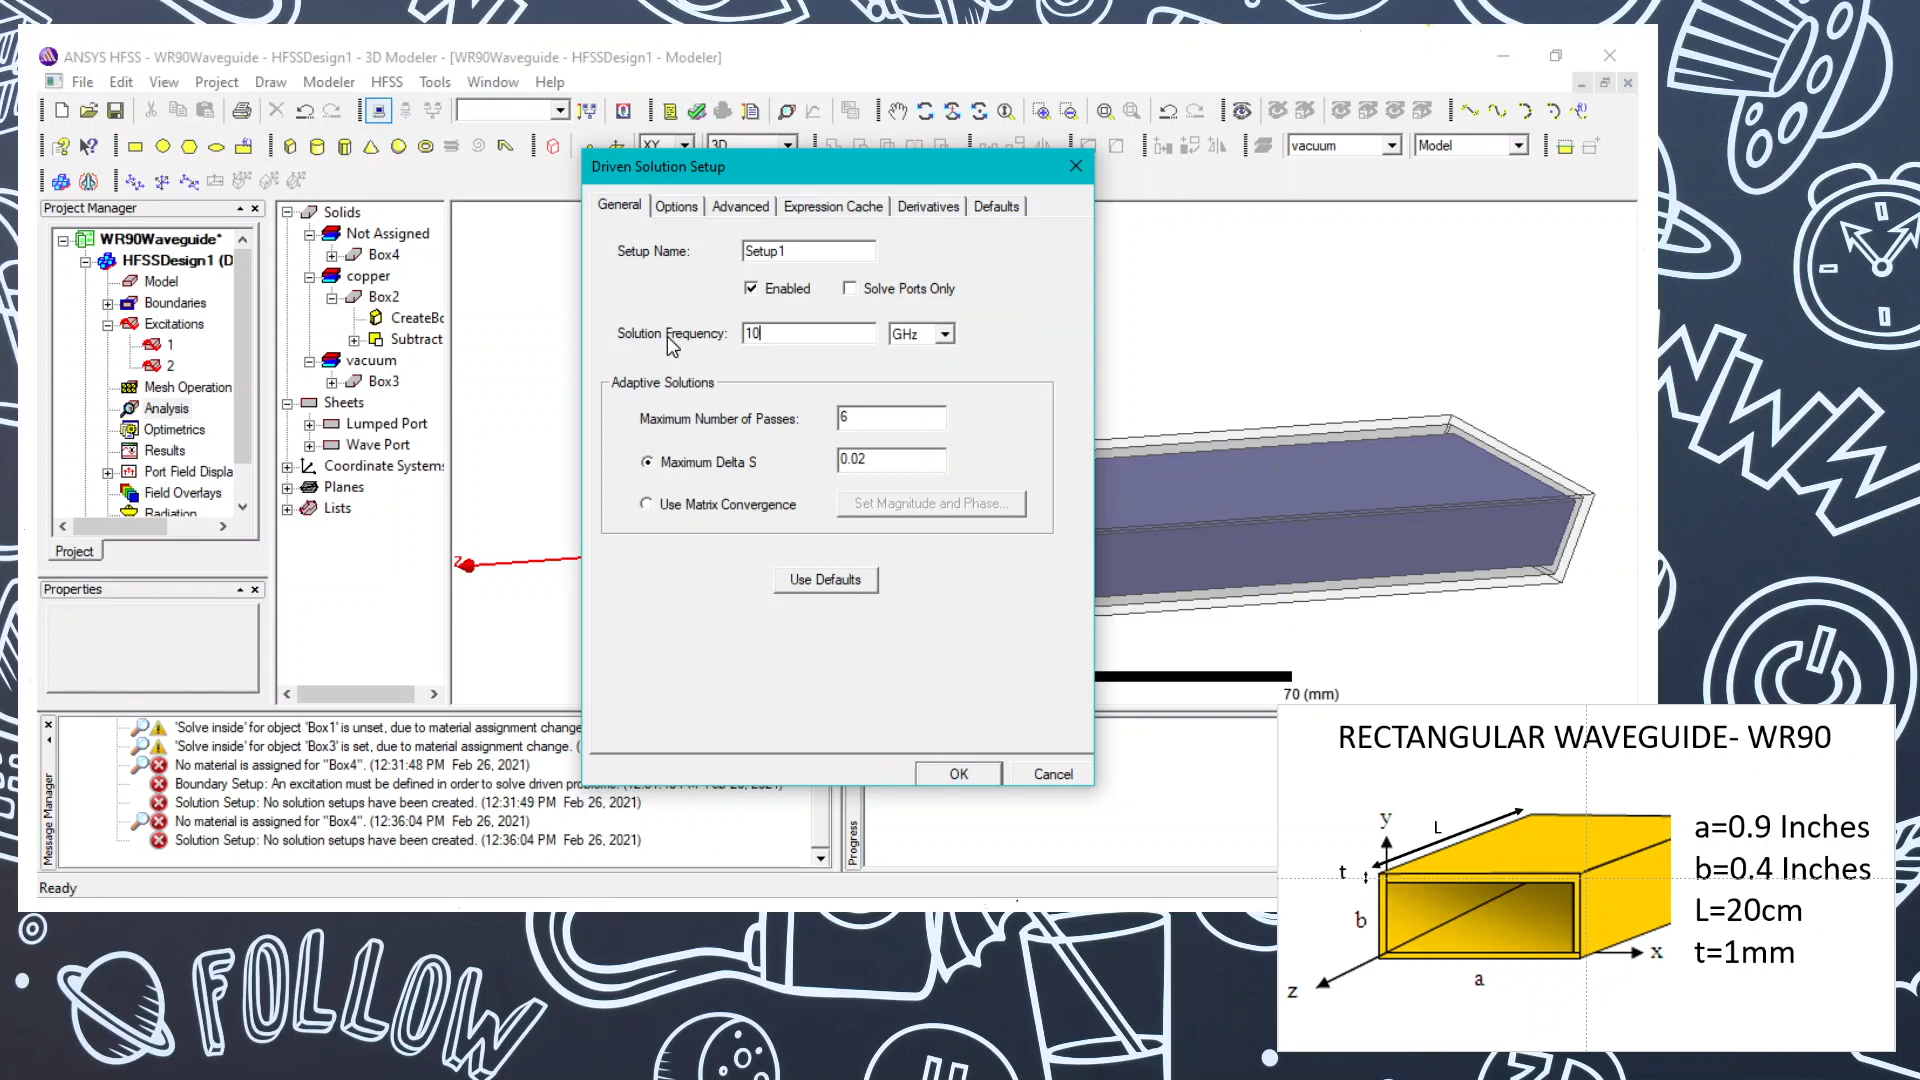 ANSYS HFSS - WR90Waveguide - HFSSDesign1 - 3D Modeler - [WR90Waveguide - HFSSDesign1 - Modeler]
File Edit View Project Draw Modeler HFSS Tools Window Help
XY 3D vacuum Model
Project Manager
WR90Waveguide*
HFSSDesign1 (D
Model
Boundaries
Excitations
1
2
Mesh Operation
Analysis
Optimetrics
Results
Port Field Displa
Field Overlays
Radiation
Project
Properties
Solids
Not Assigned
Box4
copper
Box2
CreateBo
Subtract
vacuum
Box3
Sheets
Lumped Port
Wave Port
Coordinate Systems
Planes
Lists
Driven Solution Setup
General Options Advanced Expression Cache Derivatives Defaults
Setup Name: Setup1
Enabled Solve Ports Only
Solution Frequency: 10 GHz
Adaptive Solutions
Maximum Number of Passes: 6
Maximum Delta S 0.02
Use Matrix Convergence Set Magnitude and Phase...
Use Defaults
OK Cancel
Z
70 (mm)
Message Manager
'Solve inside' for object 'Box1' is unset, due to material assignment change
'Solve inside' for object 'Box3' is set, due to material assignment change. (
No material is assigned for "Box4". (12:31:48 PM Feb 26, 2021)
Boundary Setup: An excitation must be defined in order to solve driven
Solution Setup: No solution setups have been created. (12:31:49 PM Feb 26, 2021)
No material is assigned for "Box4". (12:36:04 PM Feb 26, 2021)
Solution Setup: No solution setups have been created. (12:36:04 PM Feb 26, 2021)
Progress
Ready
RECTANGULAR WAVEGUIDE- WR90
y
L
t
b
x
a
z
a=0.9 Inches
b=0.4 Inches
L=20cm
t=1mm
FOLLOW